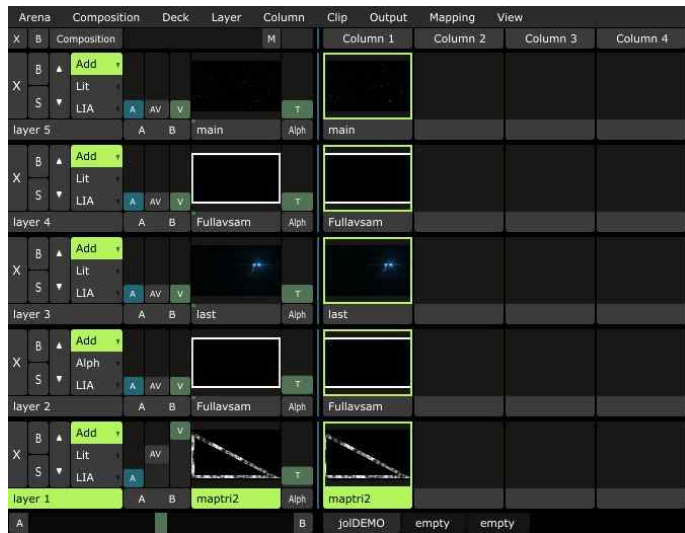 Arena Composition Deck Layer Column Clip Output Mapping View
X B Composition M Column 1 Column 2 Column 3 Column 4
B Add
X Lit
S LIA A AV V T
layer 5 A B main Alph main
B Add
X Lit
S LIA A AV V T
layer 4 A B Fullavsam Alph Fullavsam
B Add
X Lit
S LIA A AV V T
layer 3 A B last Alph last
B Add
X Alph
S LIA A AV V T
layer 2 A B Fullavsam Alph Fullavsam
B Add V
X Lit AV
S LIA A T
layer 1 A B maptri2 Alph maptri2
A B jolDEMO empty empty